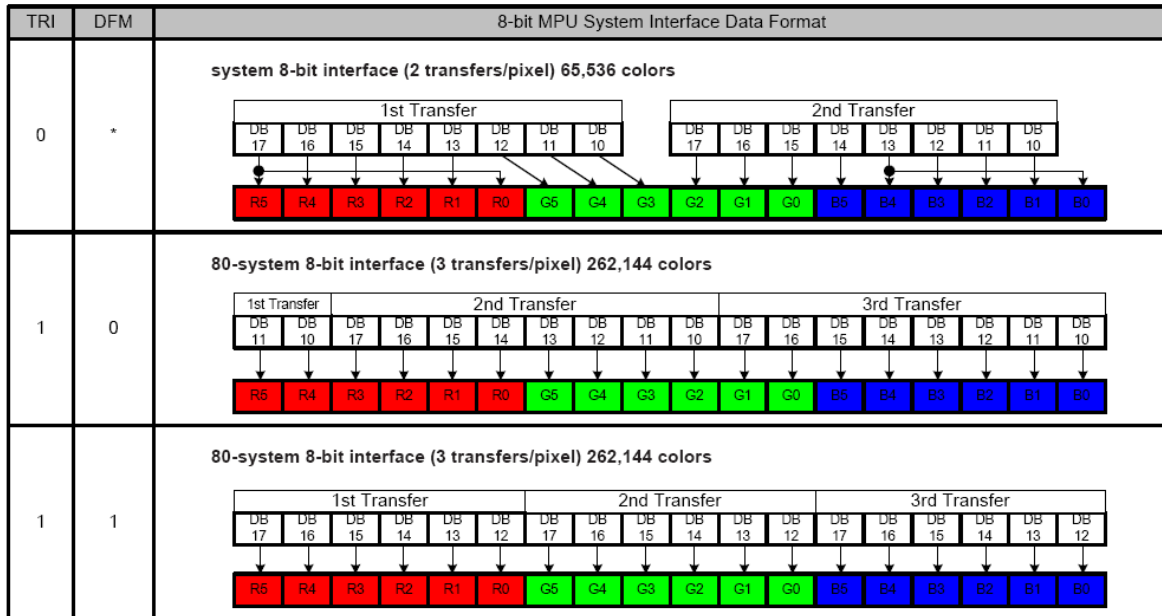 TRI DFM 8-bit MPU System Interface Data Format
system 8-bit interface (2 transfers/pixel) 65,536 colors
1st Transfer 2nd Transfer
0 *
DB DB DB DB DB DB DB DB DB DB DB DB DB DB DB DB
17 16 15 14 13 12 11 10 17 16 15 14 13 12 11 10
R5 R4 R3 R2 R1 R0 G5 G4 G3 G2 G1 G0 B5 B4 B3 B2 B1 B0
80-system 8-bit interface (3 transfers/pixel) 262,144 colors
1st Transfer 2nd Transfer 3rd Transfer
1 0
DB DB DB DB DB DB DB DB DB DB DB DB DB DB DB DB DB DB
11 10 17 16 15 14 13 12 11 10 17 16 15 14 13 12 11 10
R5 R4 R3 R2 R1 R0 G5 G4 G3 G2 G1 G0 B5 B4 B3 B2 B1 B0
80-system 8-bit interface (3 transfers/pixel) 262,144 colors
1st Transfer 2nd Transfer 3rd Transfer
1 1
DB DB DB DB DB DB DB DB DB DB DB DB DB DB DB DB DB DB
17 16 15 14 13 12 17 16 15 14 13 12 17 16 15 14 13 12
R5 R4 R3 R2 R1 R0 G5 G4 G3 G2 G1 G0 B5 B4 B3 B2 B1 B0